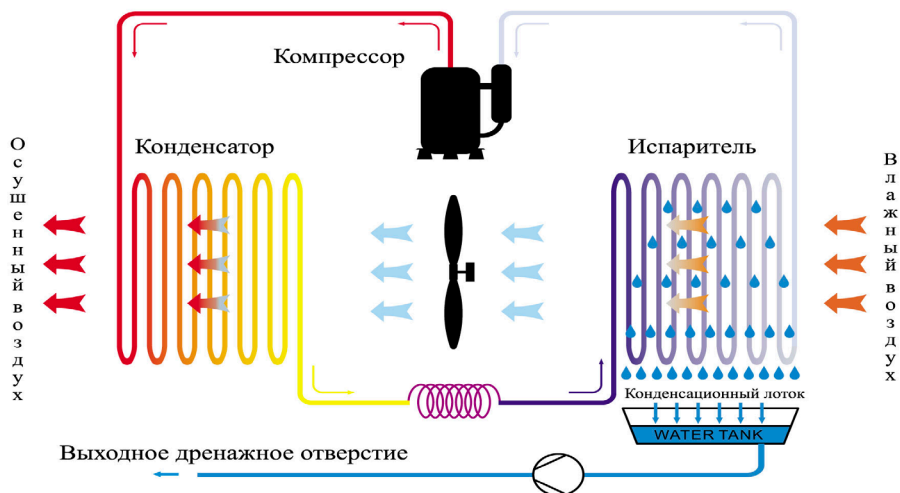 Компрессор
Конденсатор
Испаритель
Осушенный воздух
Влажный воздух
Конденсационный лоток
WATER TANK
Выходное дренажное отверстие